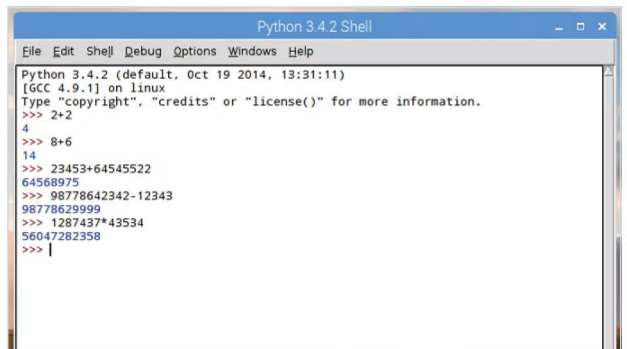 Python 3.4.2 Shell
File Edit Shell Debug Options Windows Help
Python 3.4.2 (default, Oct 19 2014, 13:31:11)
[GCC 4.9.1] on linux
Type "copyright", "credits" or "license()" for more information.
>>> 2+2
4
>>> 8+6
14
>>> 23453+64545522
64568975
>>> 98778642342-12343
98778629999
>>> 1287437*43534
56047282358
>>>